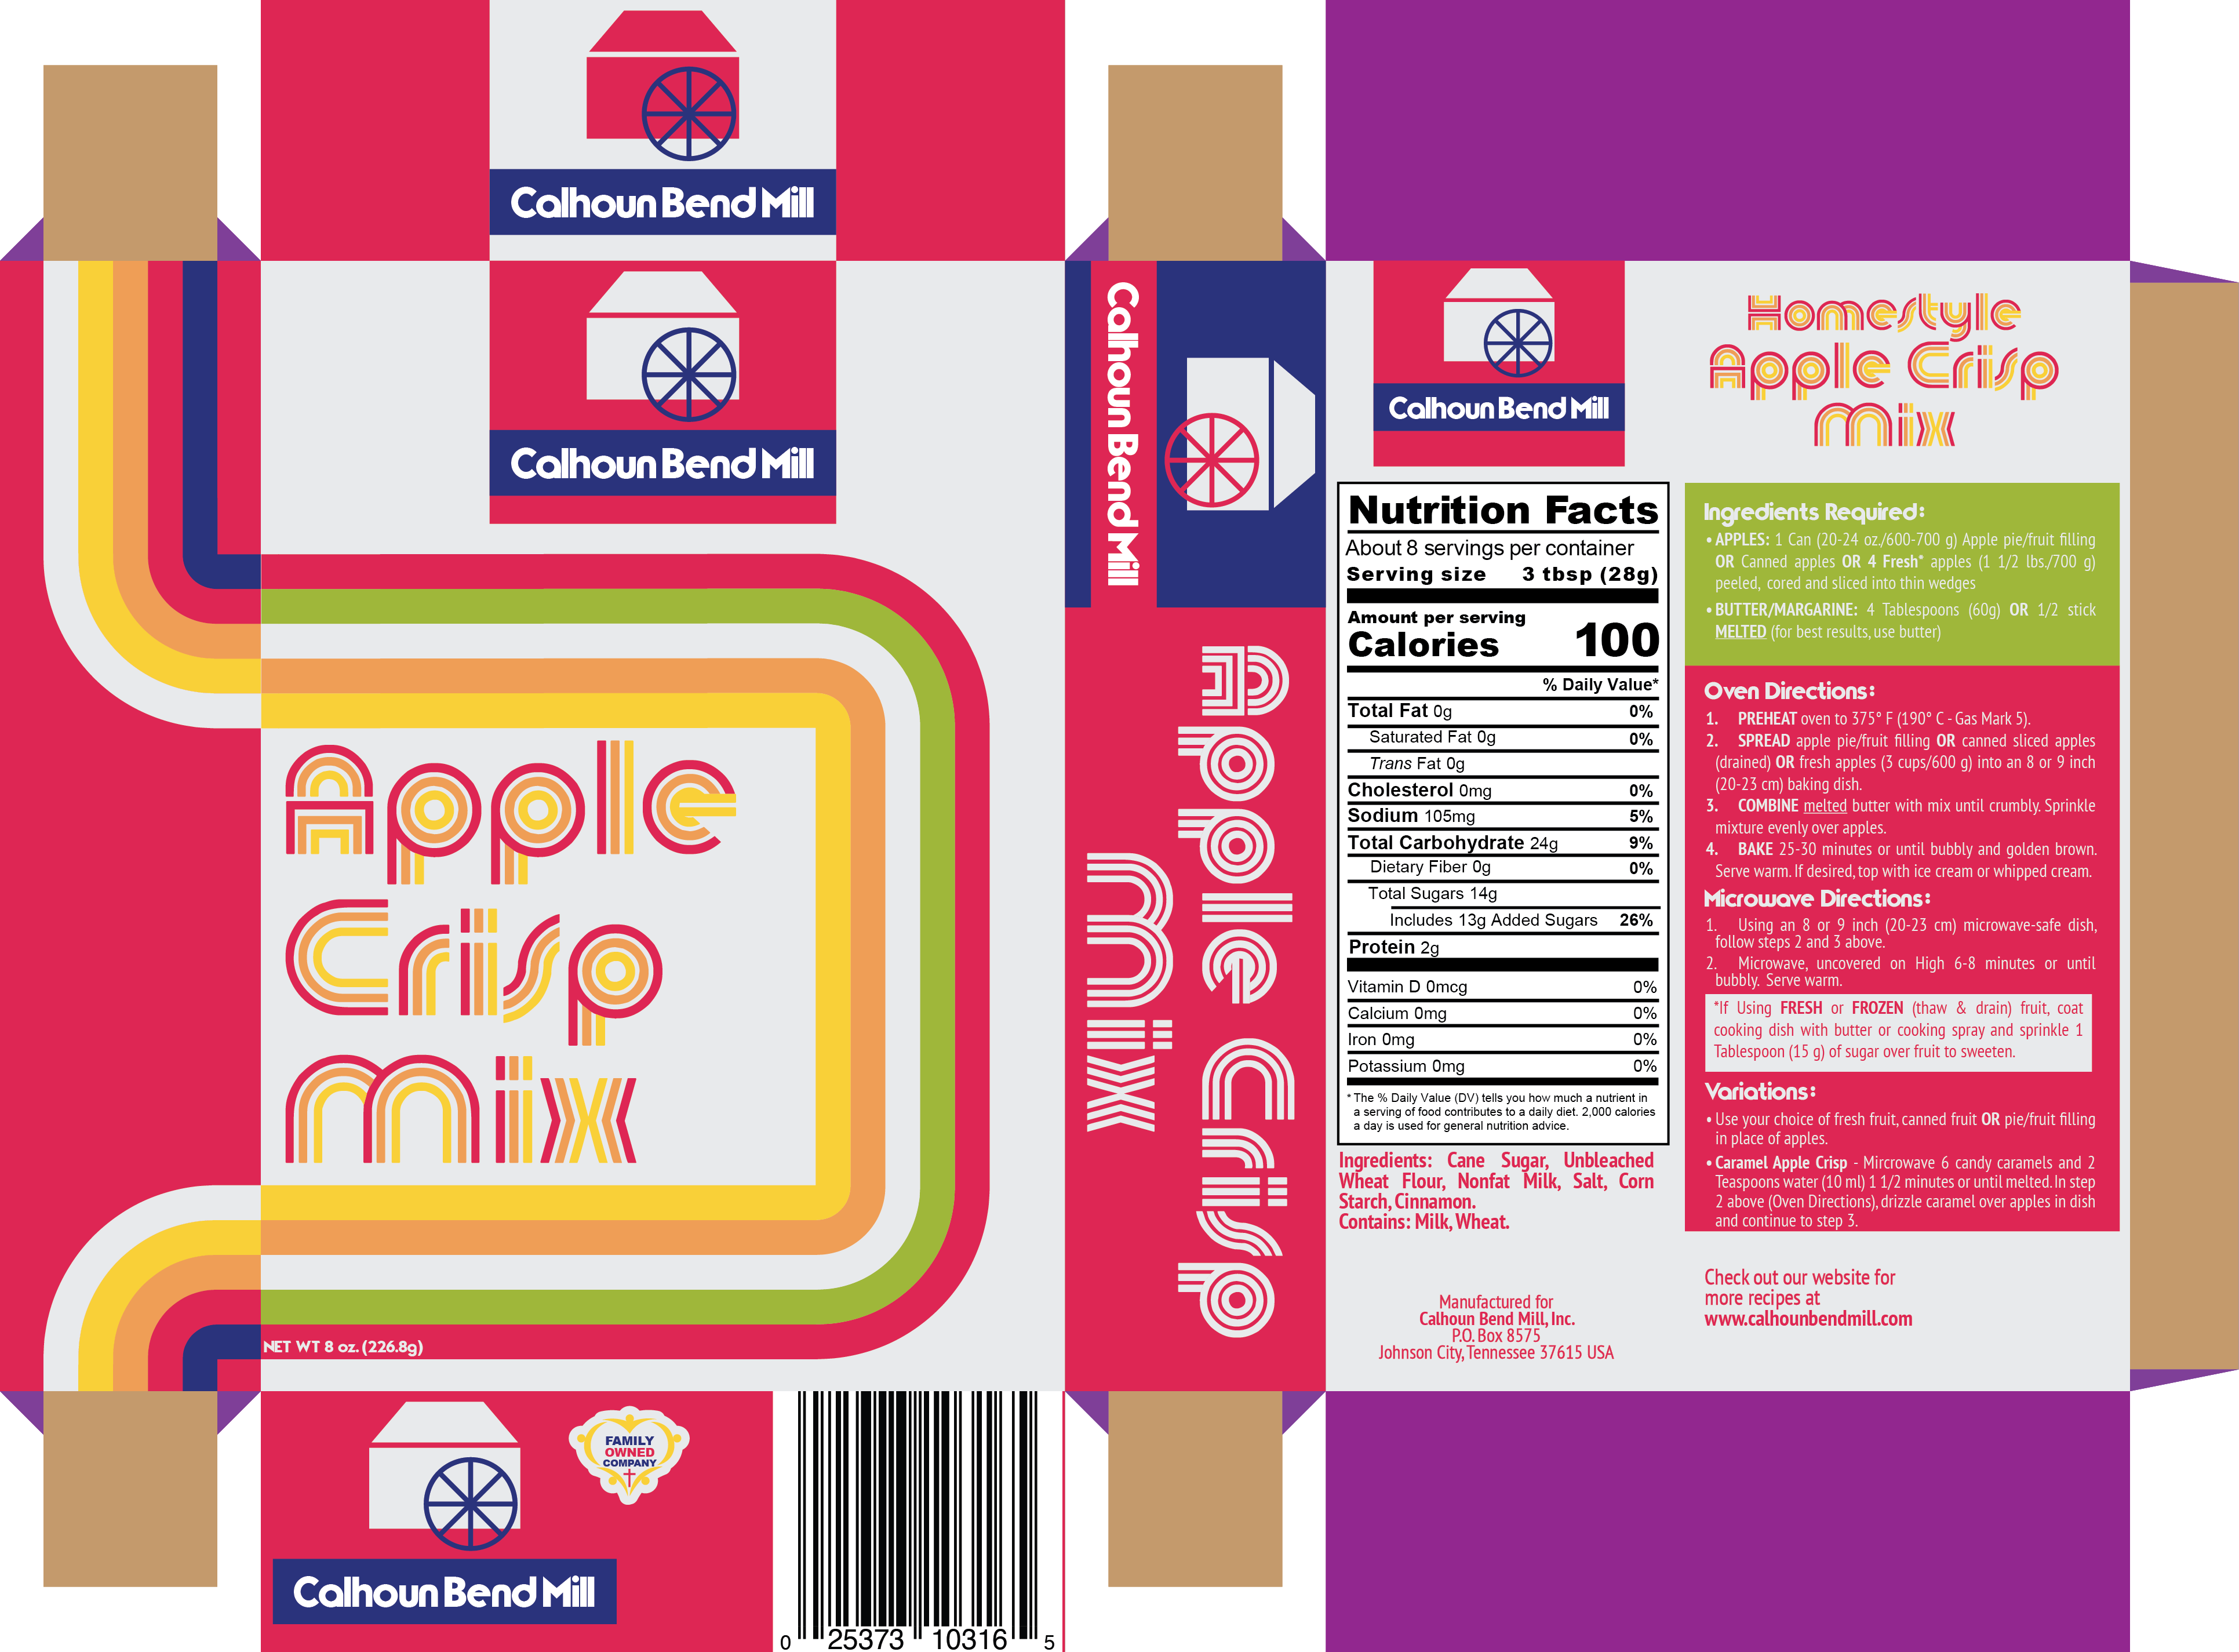 Calhoun Bend Mill
Calhoun Bend Mill
Apple
Crisp
Mix
NET WT 8 oz. (226.8g)
FAMILY
OWNED
COMPANY
Calhoun Bend Mill
0 25373 10316 5
Calhoun Bend Mill
Apple Crisp
Mix
Calhoun Bend Mill
Nutrition Facts
About 8 servings per container
Serving size 3 tbsp (28g)
Amount per serving
Calories 100
% Daily Value*
Total Fat 0g 0%
Saturated Fat 0g 0%
Trans Fat 0g
Cholesterol 0mg 0%
Sodium 105mg 5%
Total Carbohydrate 24g 9%
Dietary Fiber 0g 0%
Total Sugars 14g
Includes 13g Added Sugars 26%
Protein 2g
Vitamin D 0mcg 0%
Calcium 0mg 0%
Iron 0mg 0%
Potassium 0mg 0%
* The % Daily Value (DV) tells you how much a nutrient in
a serving of food contributes to a daily diet. 2,000 calories
a day is used for general nutrition advice.
Ingredients: Cane Sugar, Unbleached
Wheat Flour, Nonfat Milk, Salt, Corn
Starch, Cinnamon.
Contains: Milk, Wheat.
Manufactured for
Calhoun Bend Mill, Inc.
P.O. Box 8575
Johnson City, Tennessee 37615 USA
Homestyle
Apple Crisp
Mix
Ingredients Required:
• APPLES: 1 Can (20-24 oz./600-700 g) Apple pie/fruit filling
OR Canned apples OR 4 Fresh* apples (1 1/2 lbs./700 g)
peeled, cored and sliced into thin wedges
• BUTTER/MARGARINE: 4 Tablespoons (60g) OR 1/2 stick
MELTED (for best results, use butter)
Oven Directions:
1. PREHEAT oven to 375° F (190° C - Gas Mark 5).
2. SPREAD apple pie/fruit filling OR canned sliced apples
(drained) OR fresh apples (3 cups/600 g) into an 8 or 9 inch
(20-23 cm) baking dish.
3. COMBINE melted butter with mix until crumbly. Sprinkle
mixture evenly over apples.
4. BAKE 25-30 minutes or until bubbly and golden brown.
Serve warm. If desired, top with ice cream or whipped cream.
Microwave Directions:
1. Using an 8 or 9 inch (20-23 cm) microwave-safe dish,
follow steps 2 and 3 above.
2. Microwave, uncovered on High 6-8 minutes or until
bubbly. Serve warm.
*If Using FRESH or FROZEN (thaw & drain) fruit, coat
cooking dish with butter or cooking spray and sprinkle 1
Tablespoon (15 g) of sugar over fruit to sweeten.
Variations:
• Use your choice of fresh fruit, canned fruit OR pie/fruit filling
in place of apples.
• Caramel Apple Crisp - Mircrowave 6 candy caramels and 2
Teaspoons water (10 ml) 1 1/2 minutes or until melted. In step
2 above (Oven Directions), drizzle caramel over apples in dish
and continue to step 3.
Check out our website for
more recipes at
www.calhounbendmill.com